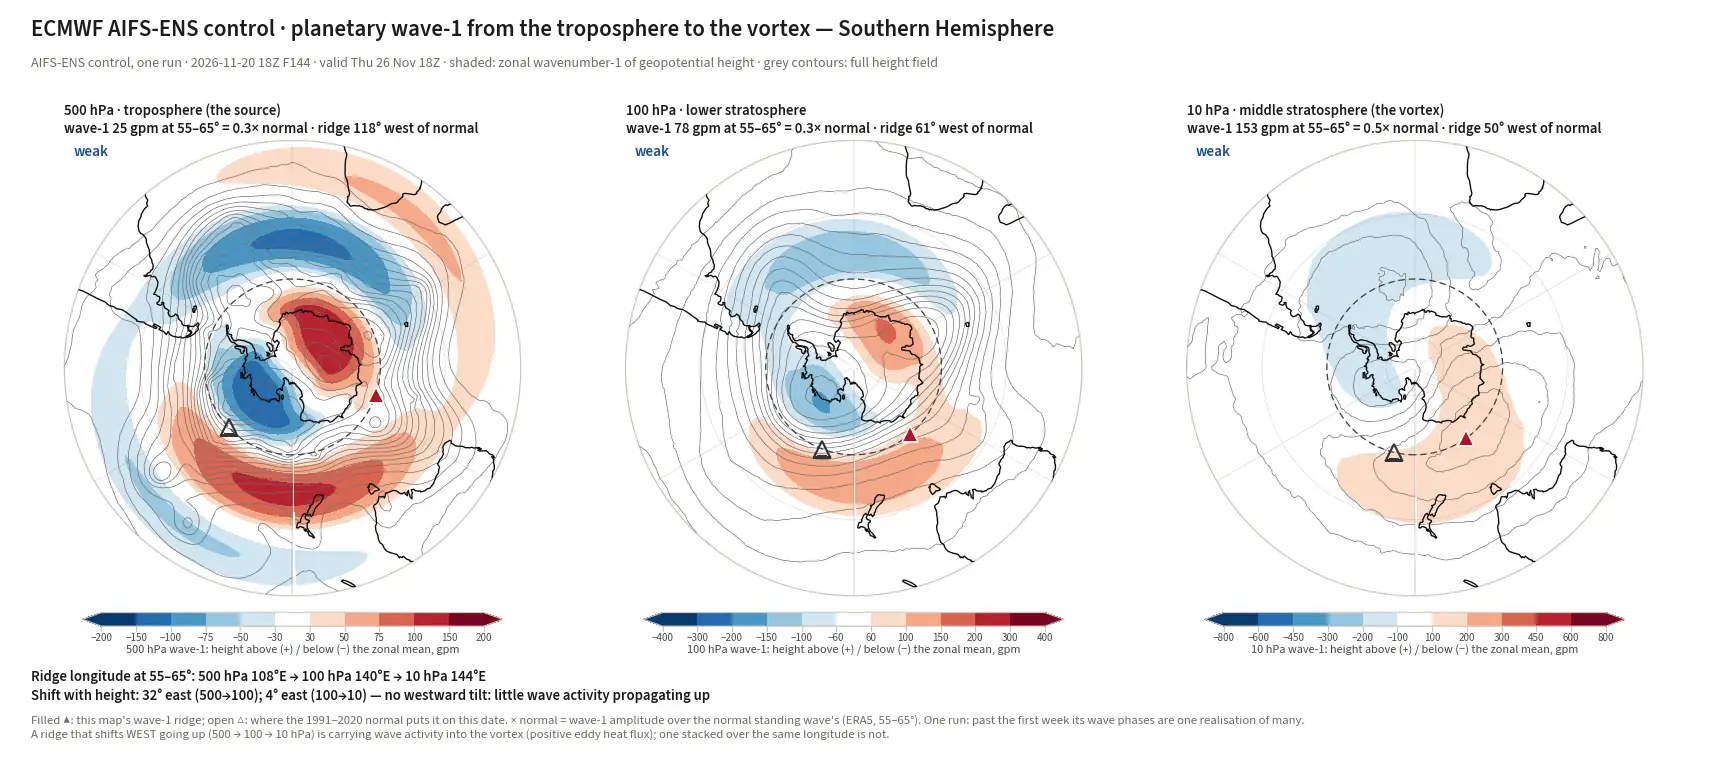 ECMWF AIFS-ENS control · planetary wave-1 from the troposphere to the vortex — Southern Hemisphere
AIFS-ENS control, one run · 2026-11-20 18Z F144 · valid Thu 26 Nov 18Z · shaded: zonal wavenumber-1 of geopotential height · grey contours: full height field
500 hPa · troposphere (the source)
wave-1 25 gpm at 55–65° = 0.3× normal · ridge 118° west of normal
weak
100 hPa · lower stratosphere
wave-1 78 gpm at 55–65° = 0.3× normal · ridge 61° west of normal
weak
10 hPa · middle stratosphere (the vortex)
wave-1 153 gpm at 55–65° = 0.5× normal · ridge 50° west of normal
weak
−200 −150 −100 −75 −50 −30 30 50 75 100 150 200
500 hPa wave-1: height above (+) / below (−) the zonal mean, gpm
−400 −300 −200 −150 −100 −60 60 100 150 200 300 400
100 hPa wave-1: height above (+) / below (−) the zonal mean, gpm
−800 −600 −450 −300 −200 −100 100 200 300 450 600 800
10 hPa wave-1: height above (+) / below (−) the zonal mean, gpm
Ridge longitude at 55–65°: 500 hPa 108°E → 100 hPa 140°E → 10 hPa 144°E
Shift with height: 32° east (500→100); 4° east (100→10) — no westward tilt: little wave activity propagating up
Filled ▲: this map's wave-1 ridge; open △: where the 1991–2020 normal puts it on this date. × normal = wave-1 amplitude over the normal standing wave's (ERA5, 55–65°). One run: past the first week its wave phases are one realisation of many.
A ridge that shifts WEST going up (500 → 100 → 10 hPa) is carrying wave activity into the vortex (positive eddy heat flux); one stacked over the same longitude is not.